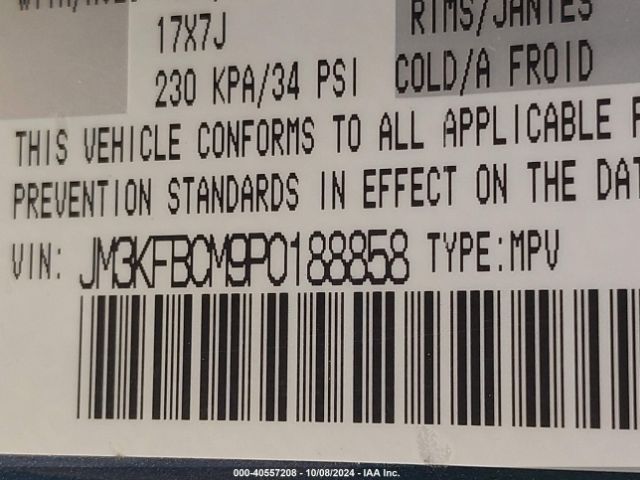 17X7J
RIMS/JANTES
230 KPA/34 PSI COLD/A FROID
THIS VEHICLE CONFORMS TO ALL APPLICABLE
PREVENTION STANDARDS IN EFFECT ON THE DAT
VIN: JM3KFBCM9P0188858 TYPE:MPV
000-40557208 - 10/08/2024 - IAA Inc.